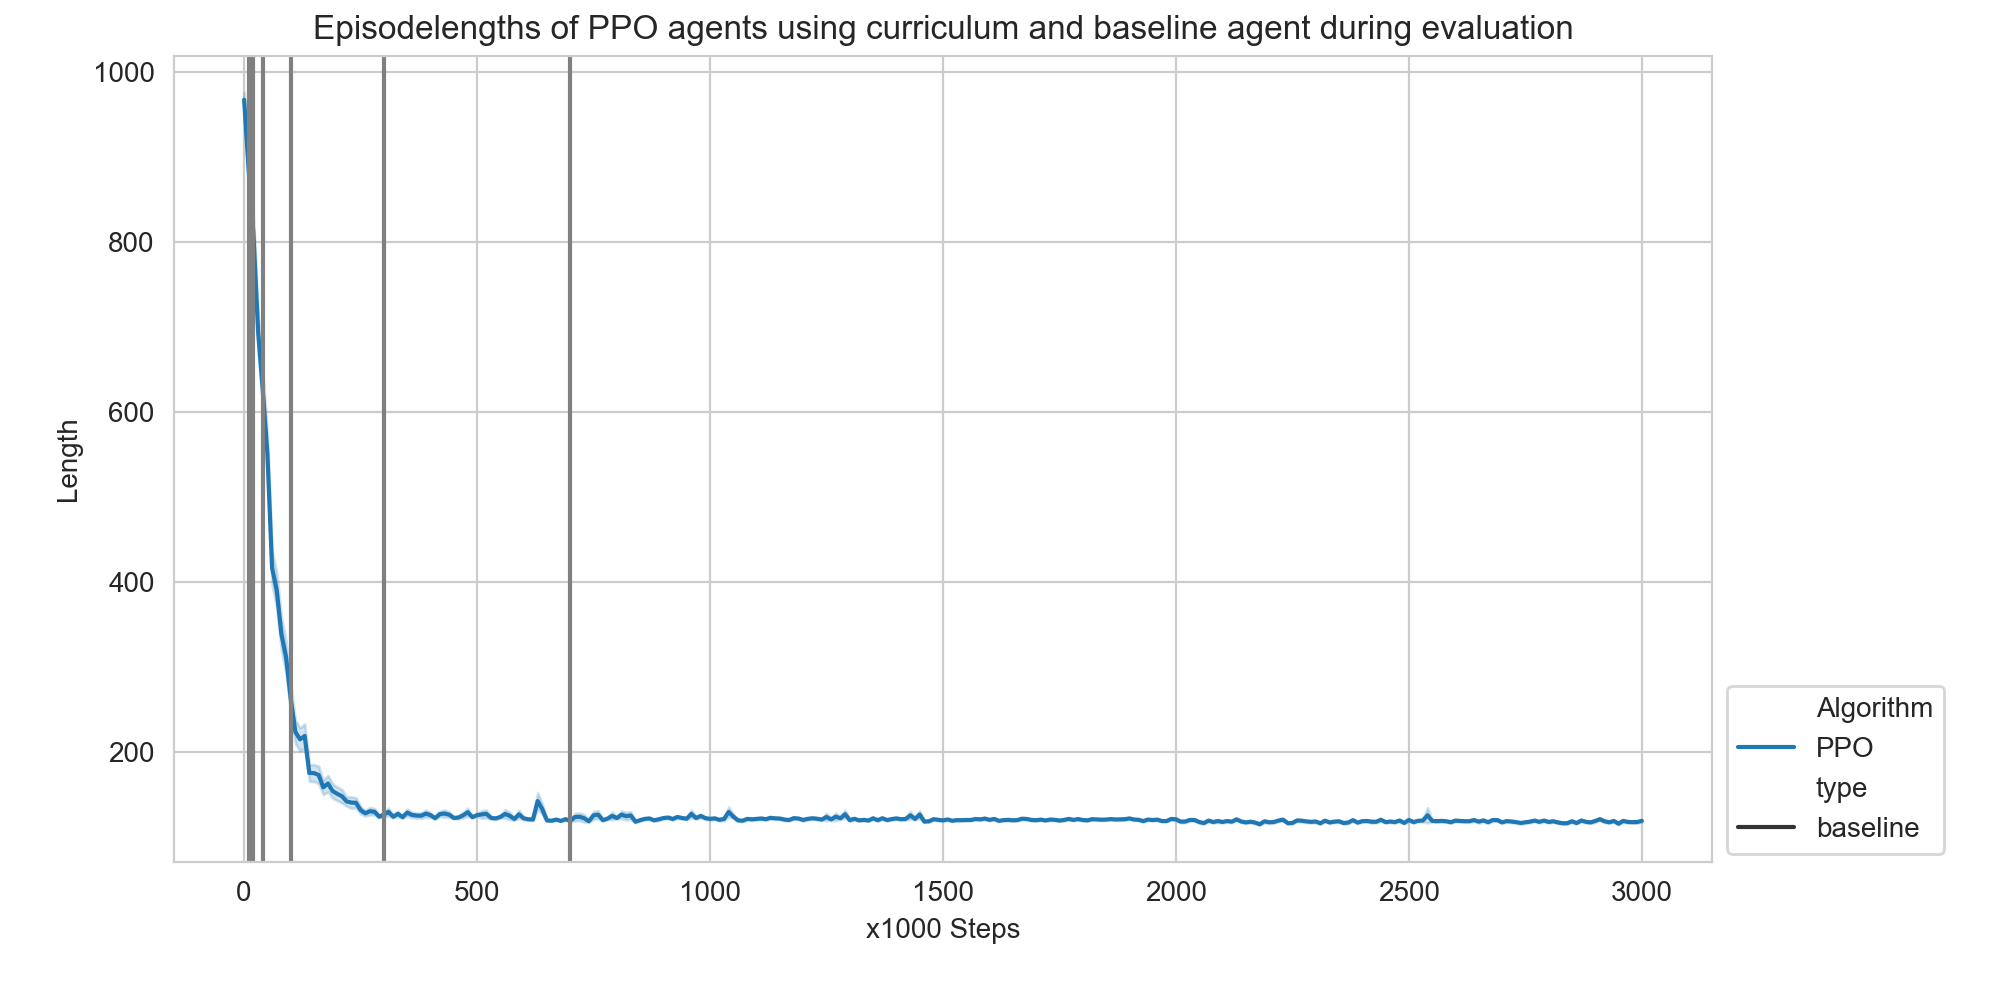 Episodelengths of PPO agents using curriculum and baseline agent during evaluation
1000
800
600
400
200
Length
0 500 1000 1500 2000 2500 3000
x1000 Steps
Algorithm
PPO
type
baseline